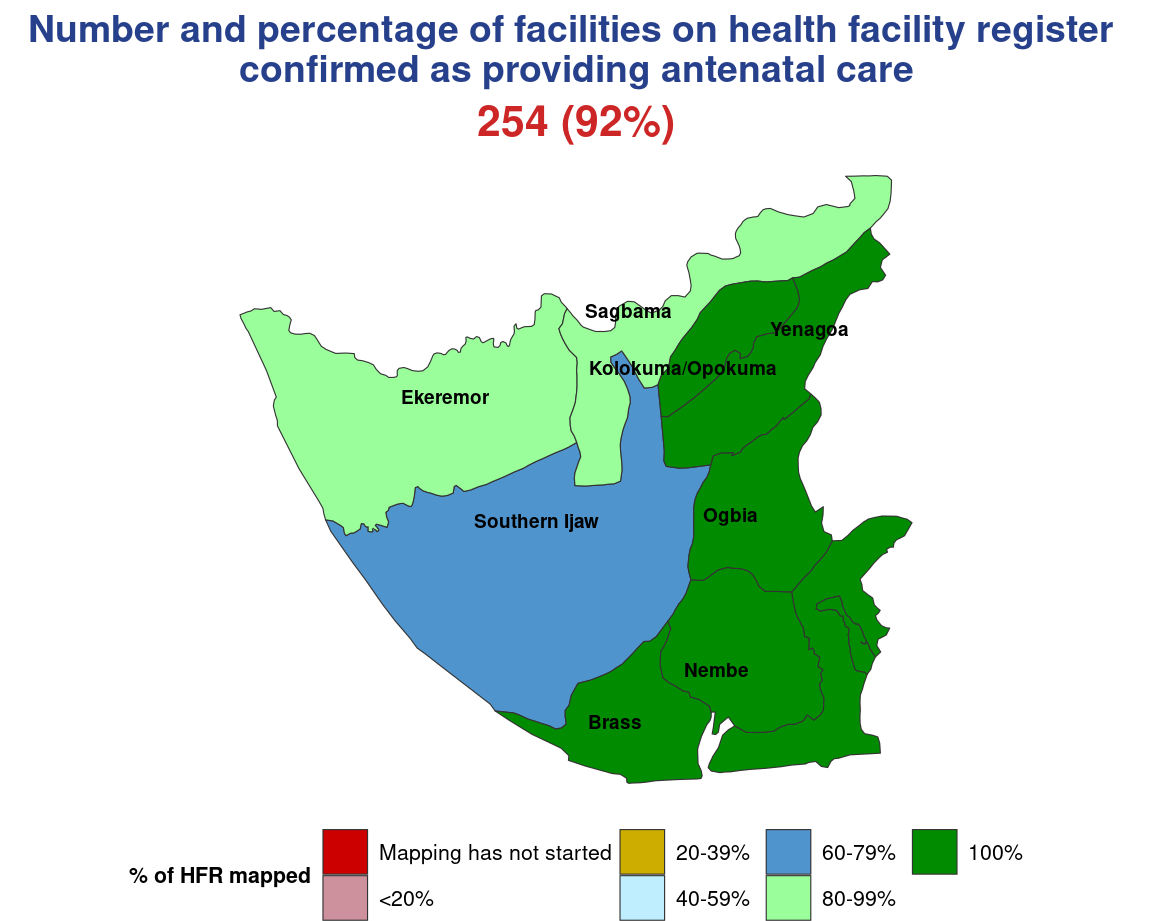 Number and percentage of facilities on health facility register
confirmed as providing antenatal care
254 (92%)
Sagbama
Yenagoa
Kolokuma/Opokuma
Ekeremor
Ogbia
Southern Ijaw
Nembe
Brass
% of HFR mapped
Mapping has not started
<20%
20-39%
40-59%
60-79%
80-99%
100%